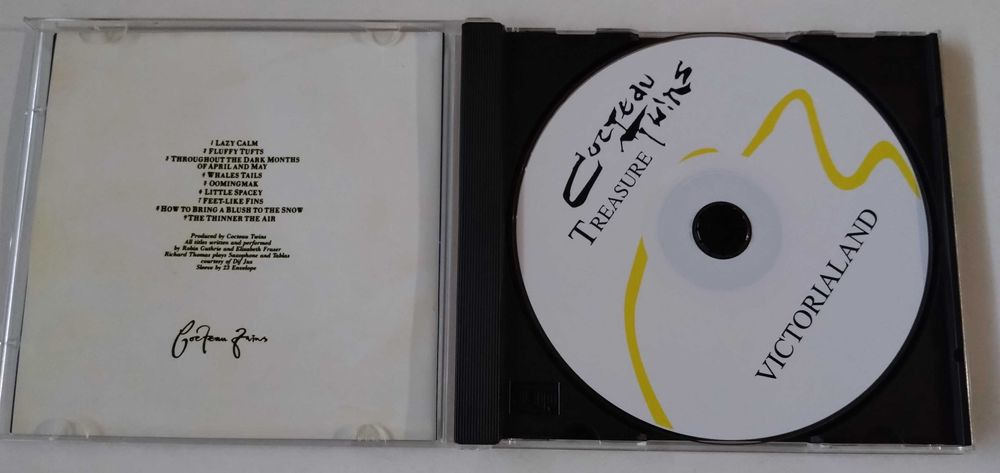 1 LAZY CALM
2 FLUFFY TUFTS
3 THROUGHOUT THE DARK MONTHS
OF APRIL AND MAY
4 WHALES TAILS
5 OOMINGMAK
6 LITTLE SPACEY
7 FEET-LIKE FINS
8 HOW TO BRING A BLUSH TO THE SNOW
9 THE THINNER THE AIR
Produced by Cocteau Twins
All titles written and performed
by Robin Guthrie and Elizabeth Fraser
Richard Thomas plays Saxophone and Tablas
courtesy of Dif Juz
Sleeve by 23 Envelope
Cocteau Twins
COCTEAU
TWINS
TREASURE
VICTORIALAND